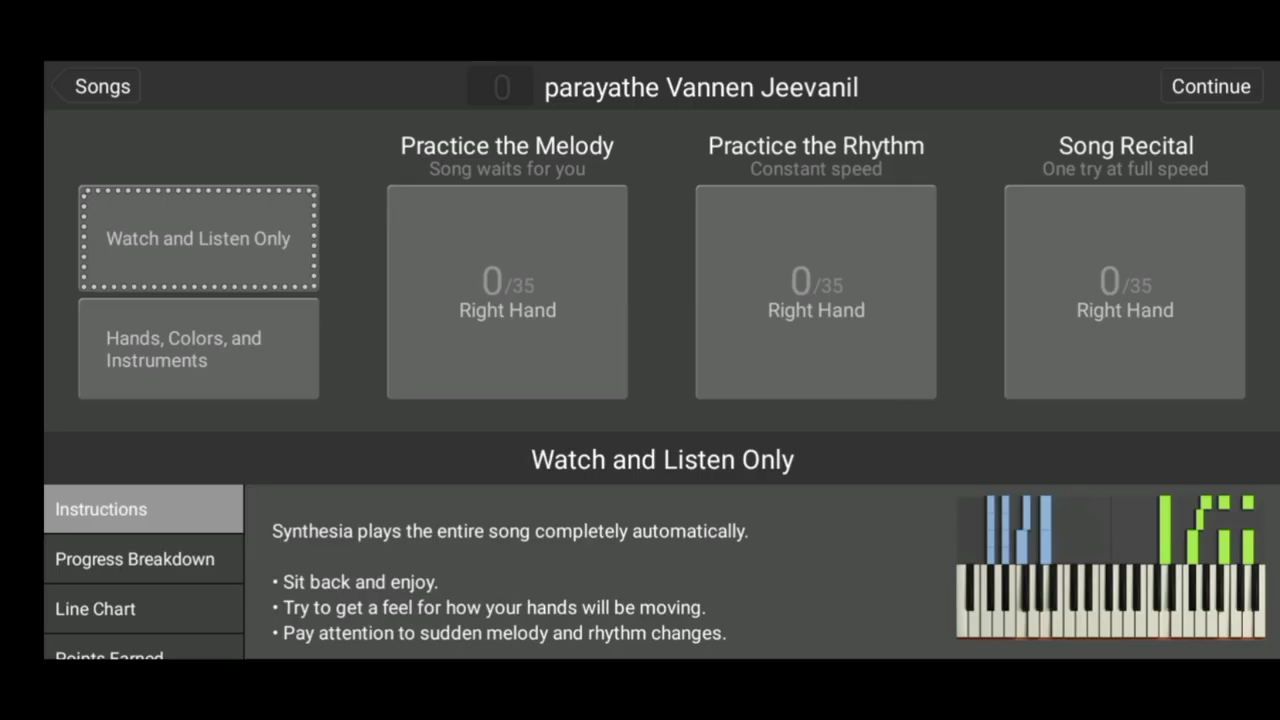 Songs
0 parayathe Vannen Jeevanil
Continue
Practice the Melody
Song waits for you
Practice the Rhythm
Constant speed
Song Recital
One try at full speed
Watch and Listen Only
Hands, Colors, and
Instruments
0/35
Right Hand
0/35
Right Hand
0/35
Right Hand
Watch and Listen Only
Instructions
Progress Breakdown
Line Chart
Points Earned
Synthesia plays the entire song completely automatically.
• Sit back and enjoy.
• Try to get a feel for how your hands will be moving.
• Pay attention to sudden melody and rhythm changes.